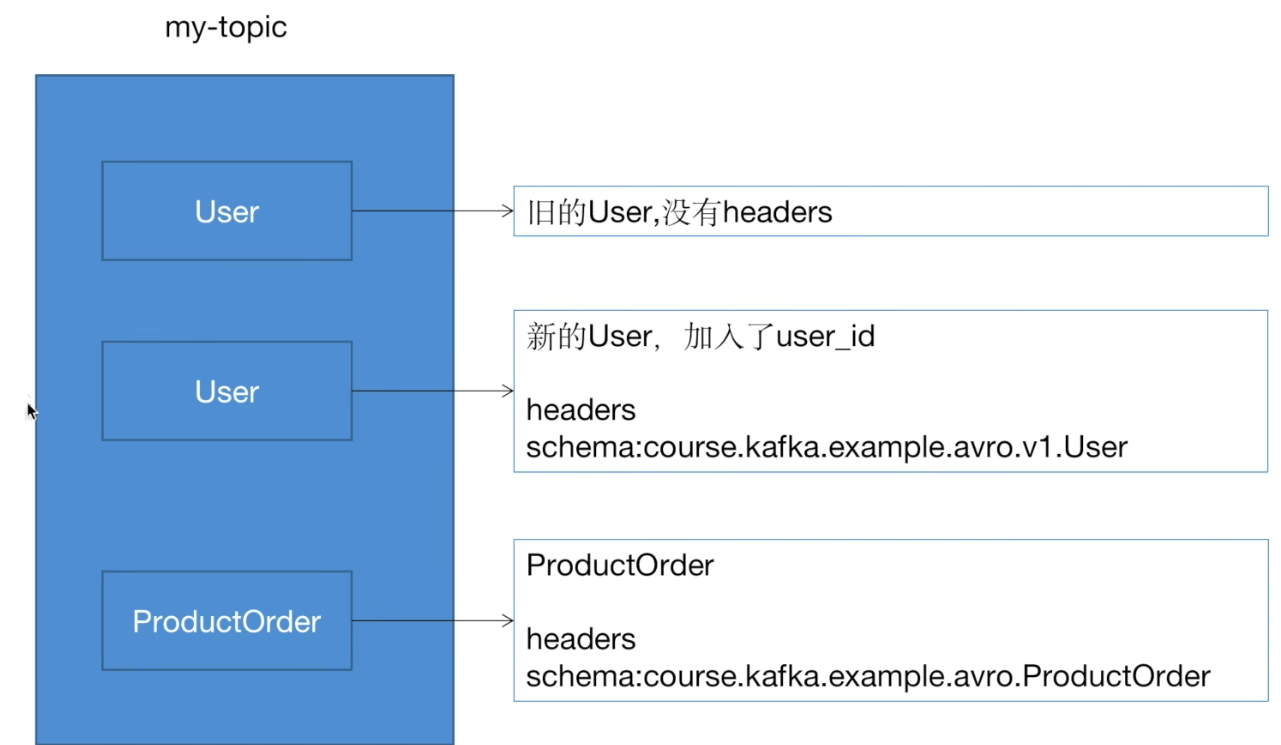 my-topic
User
旧的User,没有headers
User
新的User，加入了user_id
headers
schema:course.kafka.example.avro.v1.User
ProductOrder
ProductOrder
headers
schema:course.kafka.example.avro.ProductOrder